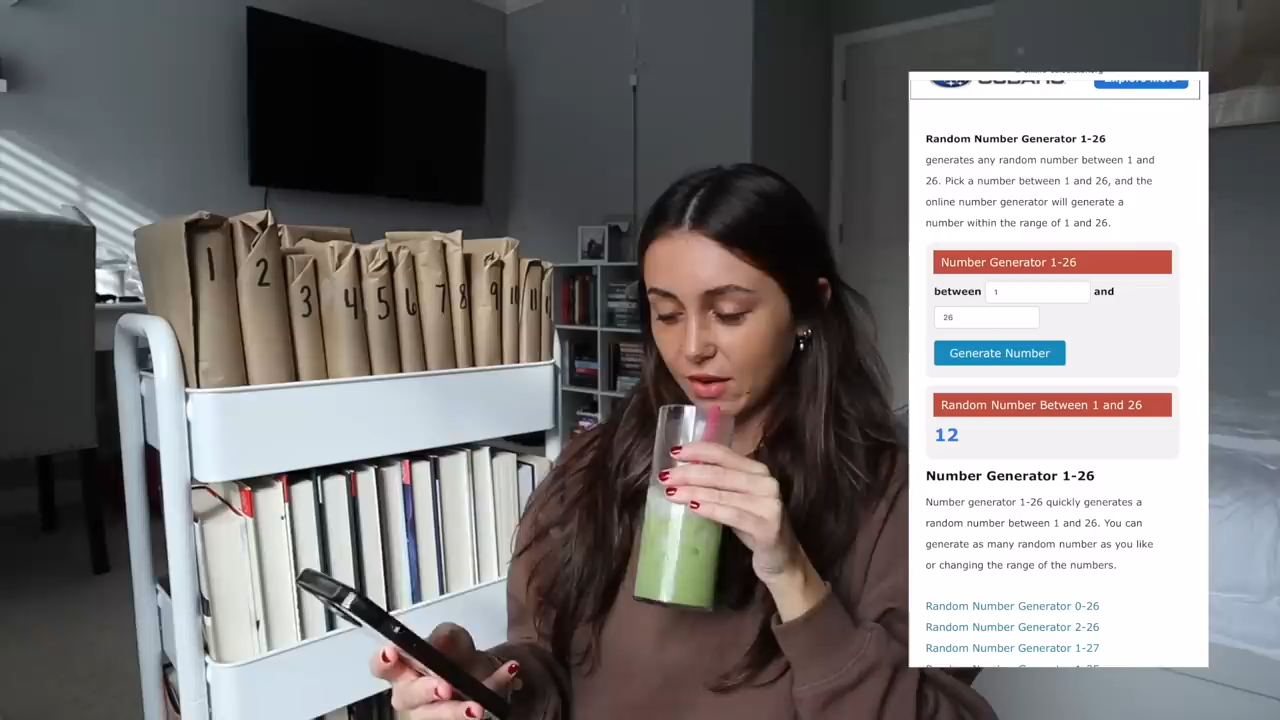 1
2
3
4
5
6
7
8
9
10
11
Random Number Generator 1-26
generates any random number between 1 and
26. Pick a number between 1 and 26, and the
online number generator will generate a
number within the range of 1 and 26.
Number Generator 1-26
between 1 and
26
Generate Number
Random Number Between 1 and 26
12
Number Generator 1-26
Number generator 1-26 quickly generates a
random number between 1 and 26. You can
generate as many random number as you like
or changing the range of the numbers.
Random Number Generator 0-26
Random Number Generator 2-26
Random Number Generator 1-27